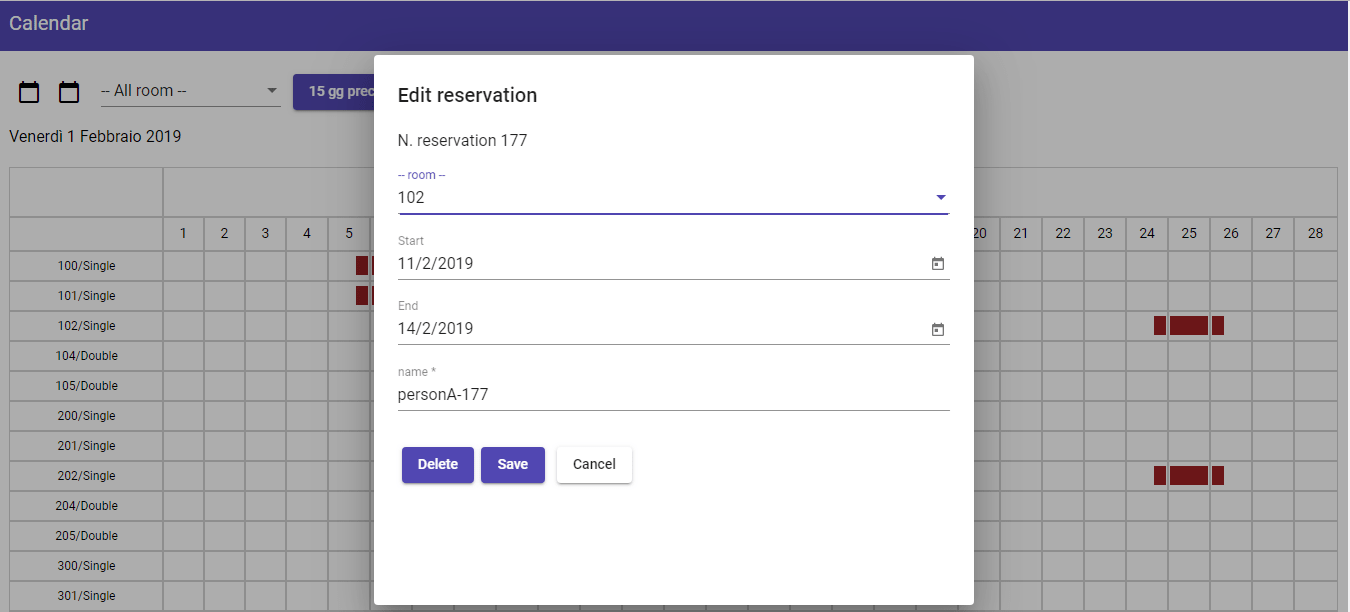 Calendar
-- All room --
15 gg prec
Venerdì 1 Febbraio 2019
Edit reservation
N. reservation 177
-- room --
102
Start
11/2/2019
End
14/2/2019
name *
personA-177
Delete Save Cancel
1 2 3 4 5 20 21 22 23 24 25 26 27 28
100/Single
101/Single
102/Single
104/Double
105/Double
200/Single
201/Single
202/Single
204/Double
205/Double
300/Single
301/Single